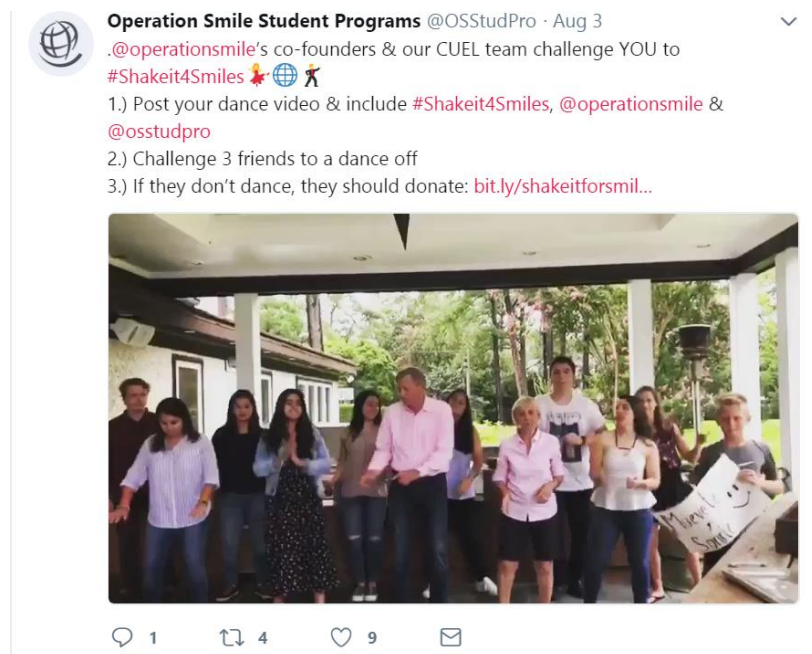 Operation Smile Student Programs @OSStudPro · Aug 3
.@operationsmile's co-founders & our CUEL team challenge YOU to
#Shakeit4Smiles 💃🌐🕺
1.) Post your dance video & include #Shakeit4Smiles, @operationsmile &
@osstudpro
2.) Challenge 3 friends to a dance off
3.) If they don't dance, they should donate: bit.ly/shakeitforsmil…
Muevete
y
Sonríe
1 4 9